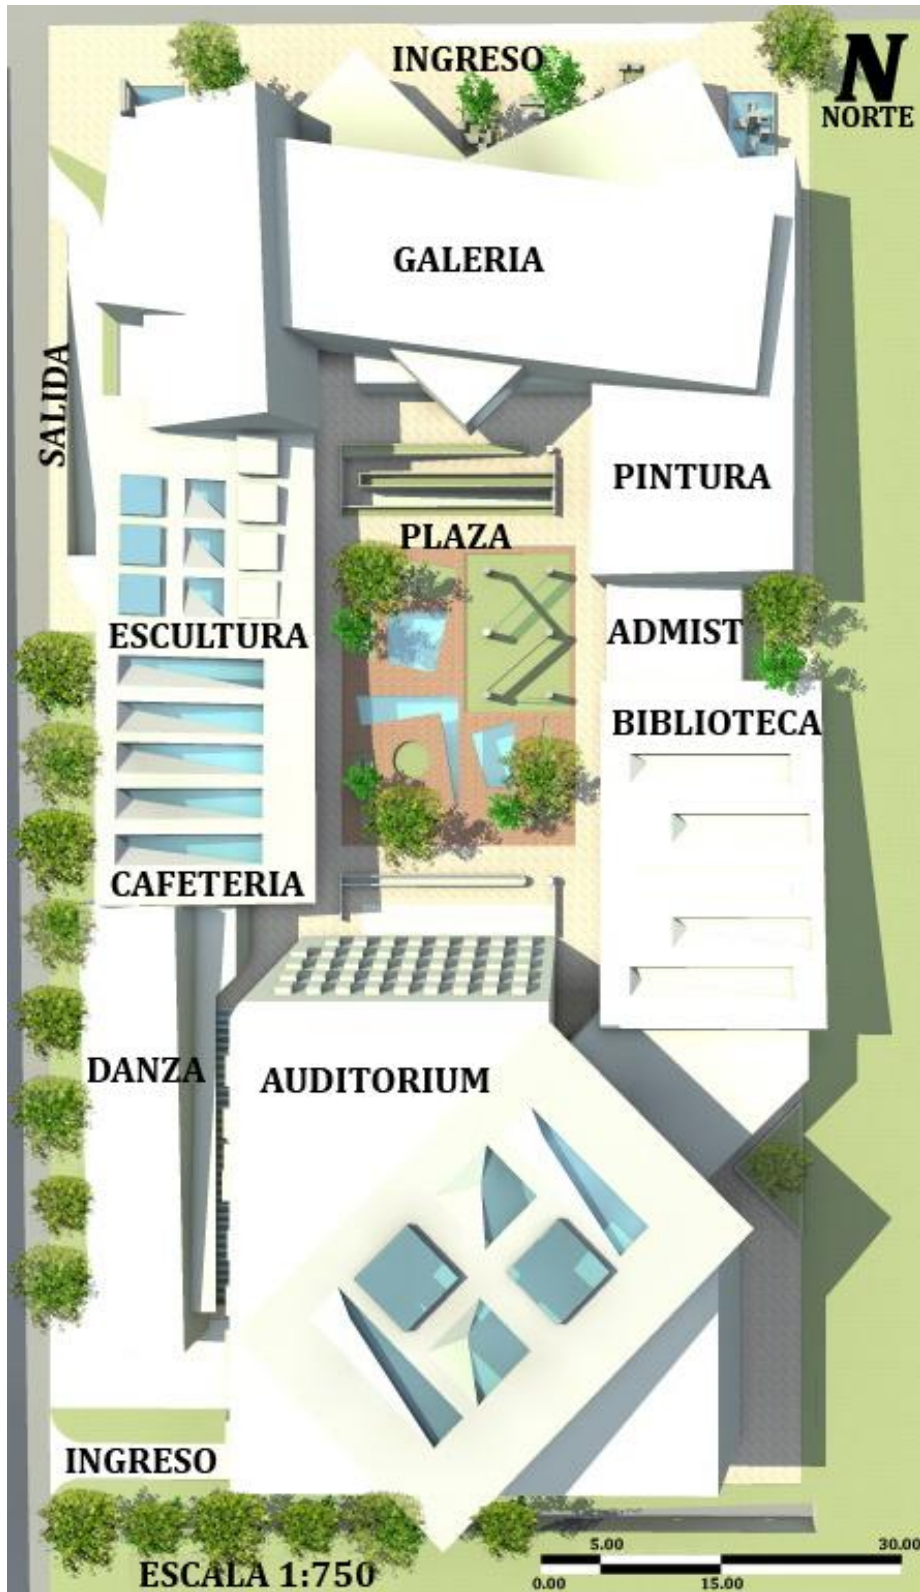 INGRESO
N
NORTE
GALERIA
SALIDA
PINTURA
PLAZA
ESCULTURA
ADMIST
BIBLIOTECA
CAFETERIA
DANZA
AUDITORIUM
INGRESO
ESCALA 1:750
5.00
30.00
0.00
15.00